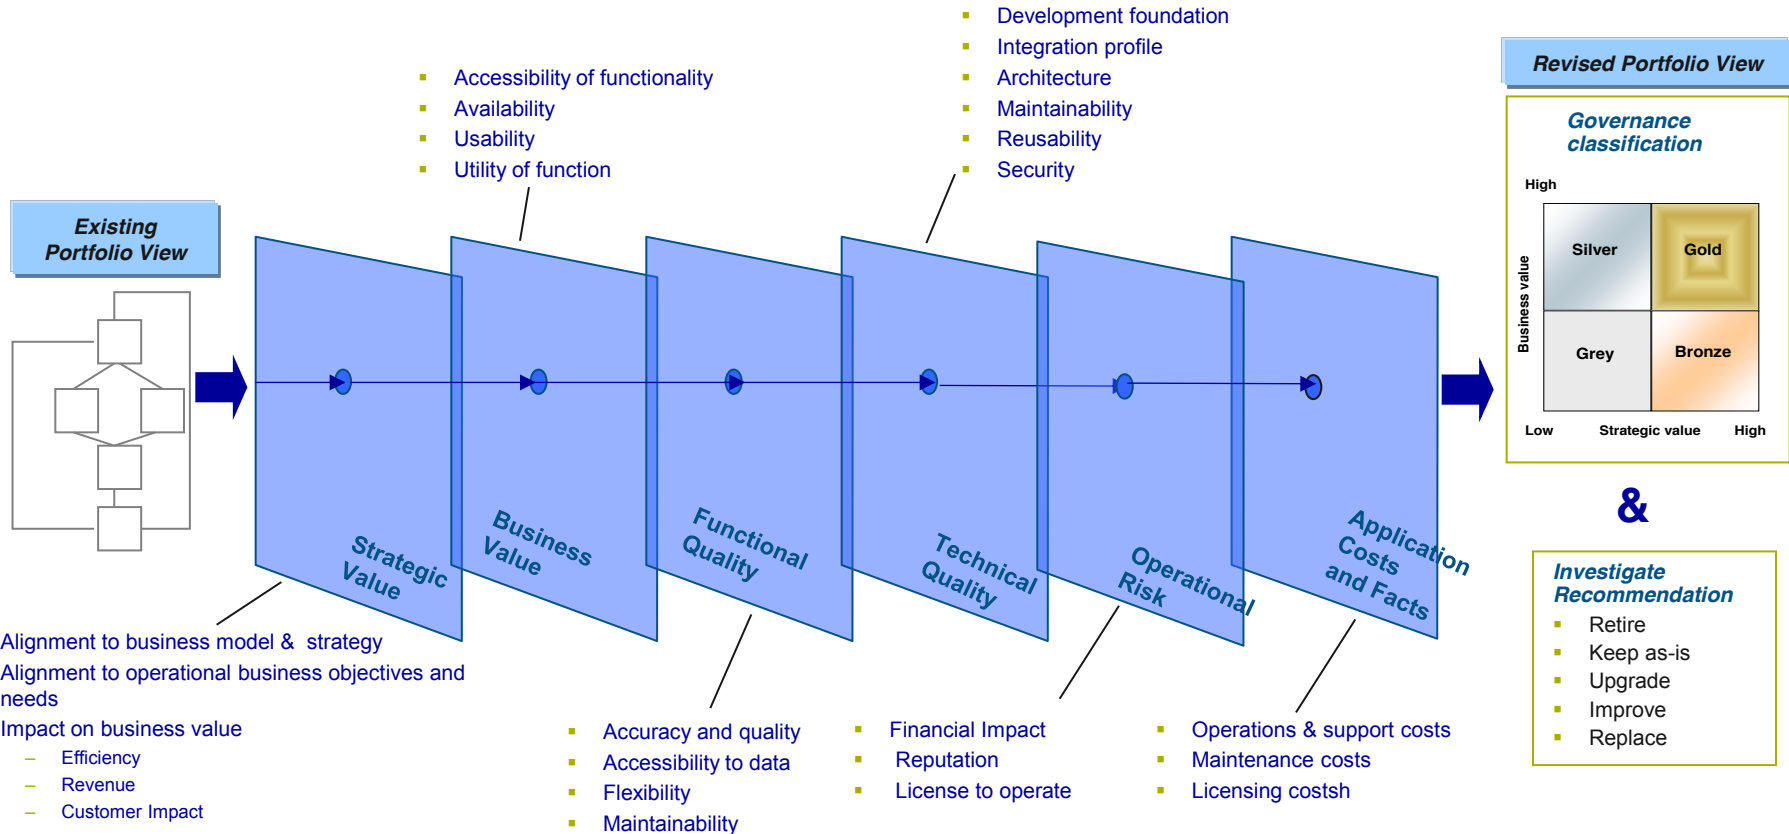 Existing
Portfolio View
Accessibility of functionality
Availability
Usability
Utility of function
Development foundation
Integration profile
Architecture
Maintainability
Reusability
Security
Strategic
Value
Business
Value
Functional
Quality
Technical
Quality
Operational
Risk
Application
Costs
and Facts
Alignment to business model & strategy
Alignment to operational business objectives and
needs
Impact on business value
– Efficiency
– Revenue
– Customer Impact
Accuracy and quality
Accessibility to data
Flexibility
Maintainability
Financial Impact
Reputation
License to operate
Operations & support costs
Maintenance costs
Licensing costsh
Revised Portfolio View
Governance
classification
High
Business value
Silver
Gold
Grey
Bronze
Low Strategic value High
&
Investigate
Recommendation
Retire
Keep as-is
Upgrade
Improve
Replace